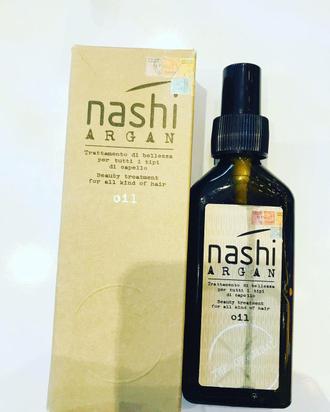 nashi
ARGAN
Trattamento di bellezza
per tutti i tipi
di capello
Beauty treatment
for all kind of hair
oil
nashi
ARGAN
Trattamento di bellezza
per tutti i tipi
di capello
Beauty treatment
for all kind of hair
oil